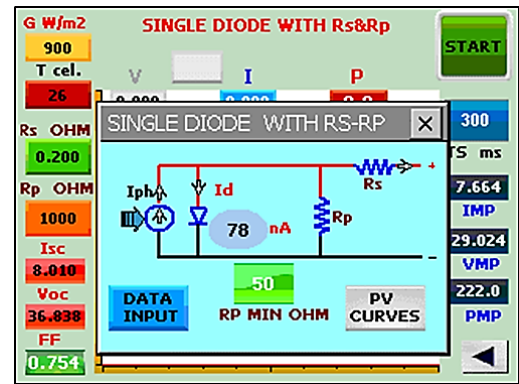 G W/m2
SINGLE DIODE WITH Rs&Rp
900
START
T cel.
V
I
P
26
Rs OHM
SINGLE DIODE WITH RS-RP
X
300
TS ms
0.200
+
Rs
Rp OHM
Iph
Id
7.664
IMP
1000
78
nA
Rp
29.024
VMP
Isc
8.010
-
Voc
50
222.0
PMP
36.838
DATA
INPUT
RP MIN OHM
PV
CURVES
FF
0.754